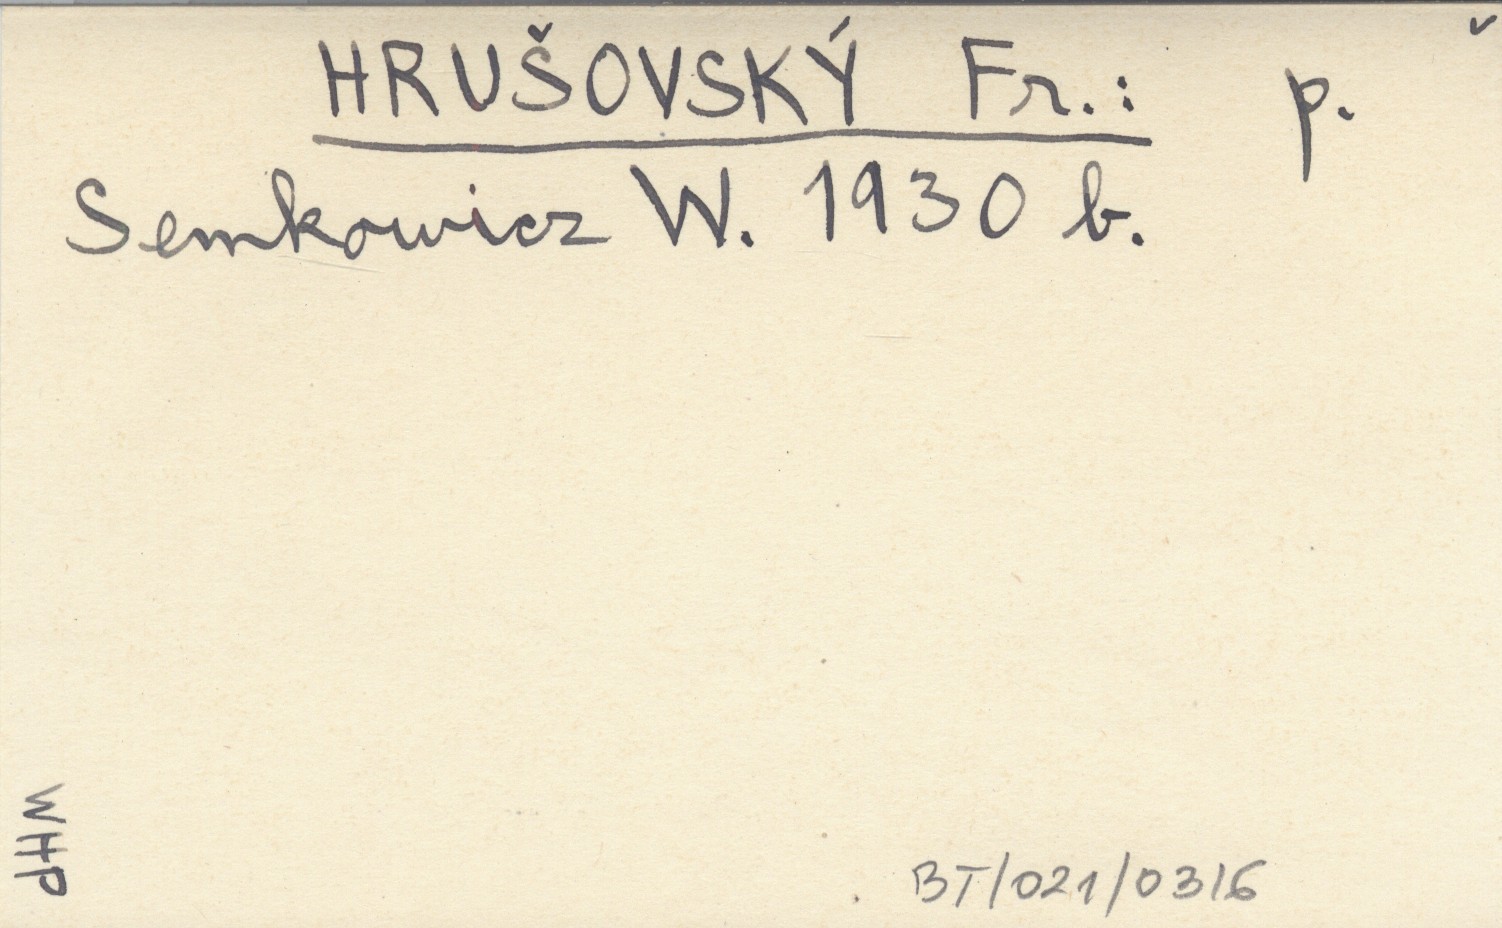 HRUŠOVSKÝ Fr.: p.
Semkowicz W. 1930 b.
WHP
BT/021/0316